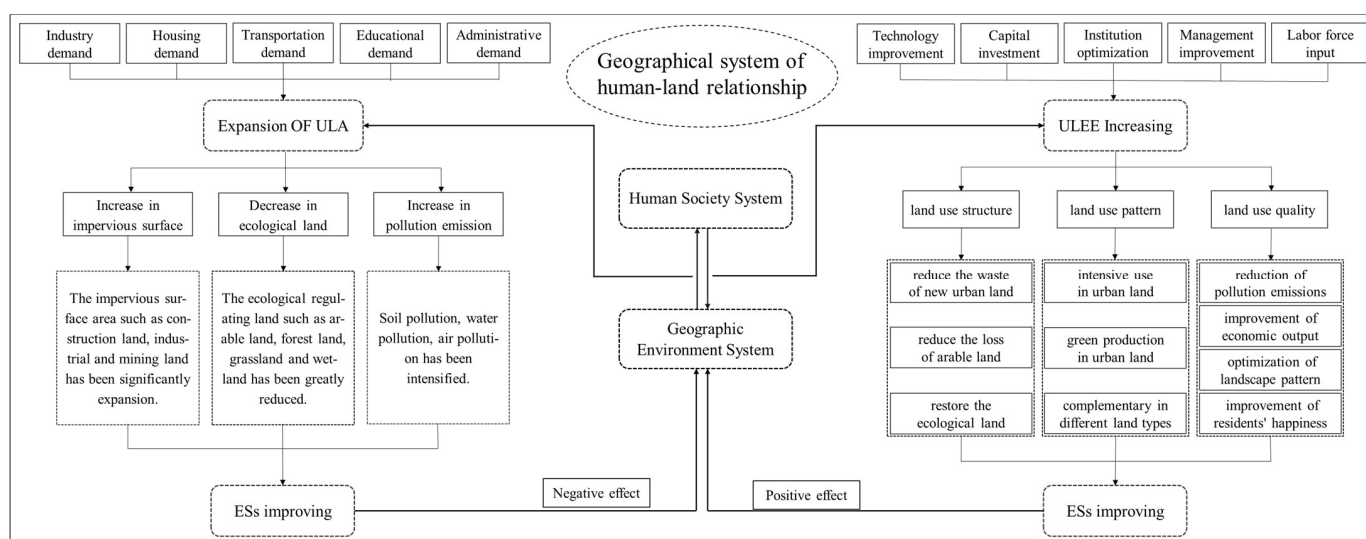 Industry
demand
Housing
demand
Transportation
demand
Educational
demand
Administrative
demand
Geographical system of
human-land relationship
Technology
improvement
Capital
investment
Institution
optimization
Management
improvement
Labor force
input
Expansion OF ULA
ULEE Increasing
Increase in
impervious surface
Decrease in
ecological land
Increase in
pollution emission
Human Society System
land use structure
land use pattern
land use quality
The impervious sur-
face area such as con-
struction land, indus-
trial and mining land
has been significantly
expansion.
The ecological regul-
ating land such as ar-
able land, forest land,
grassland and wet-
land has been greatly
reduced.
Soil pollution, water
pollution, air polluti-
on has been
intensified.
Geographic
Environment System
reduce the waste
of new urban land
reduce the loss
of arable land
restore the
ecological land
intensive use
in urban land
green production
in urban land
complementary in
different land types
reduction of
pollution emissions
improvement of
economic output
optimization of
landscape pattern
improvement of
residents' happiness
ESs improving
Negative effect
Positive effect
ESs improving